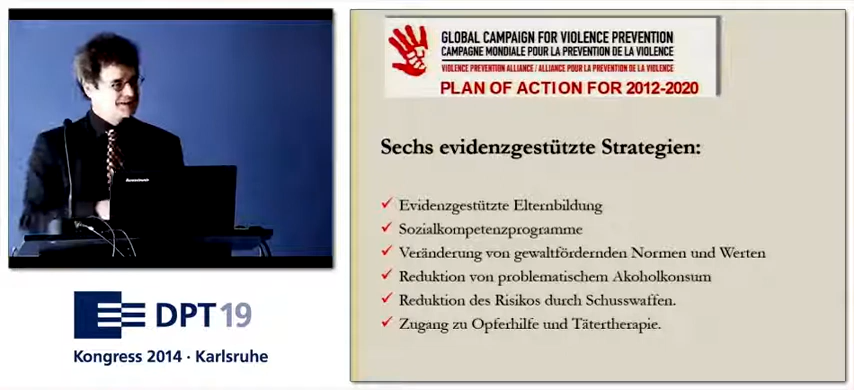 GLOBAL CAMPAIGN FOR VIOLENCE PREVENTION
CAMPAGNE MONDIALE POUR LA PREVENTION DE LA VIOLENCE
VIOLENCE PREVENTION ALLIANCE / ALLIANCE POUR LA PREVENTION DE LA VIOLENCE
PLAN OF ACTION FOR 2012-2020
Sechs evidenzgestützte Strategien:
✓ Evidenzgestützte Elternbildung
✓ Sozialkompetenzprogramme
✓ Veränderung von gewaltfördernden Normen und Werten
✓ Reduktion von problematischem Akoholkonsum
✓ Reduktion des Risikos durch Schusswaffen.
✓ Zugang zu Opferhilfe und Tätertherapie.
DPT 19
Kongress 2014 · Karlsruhe